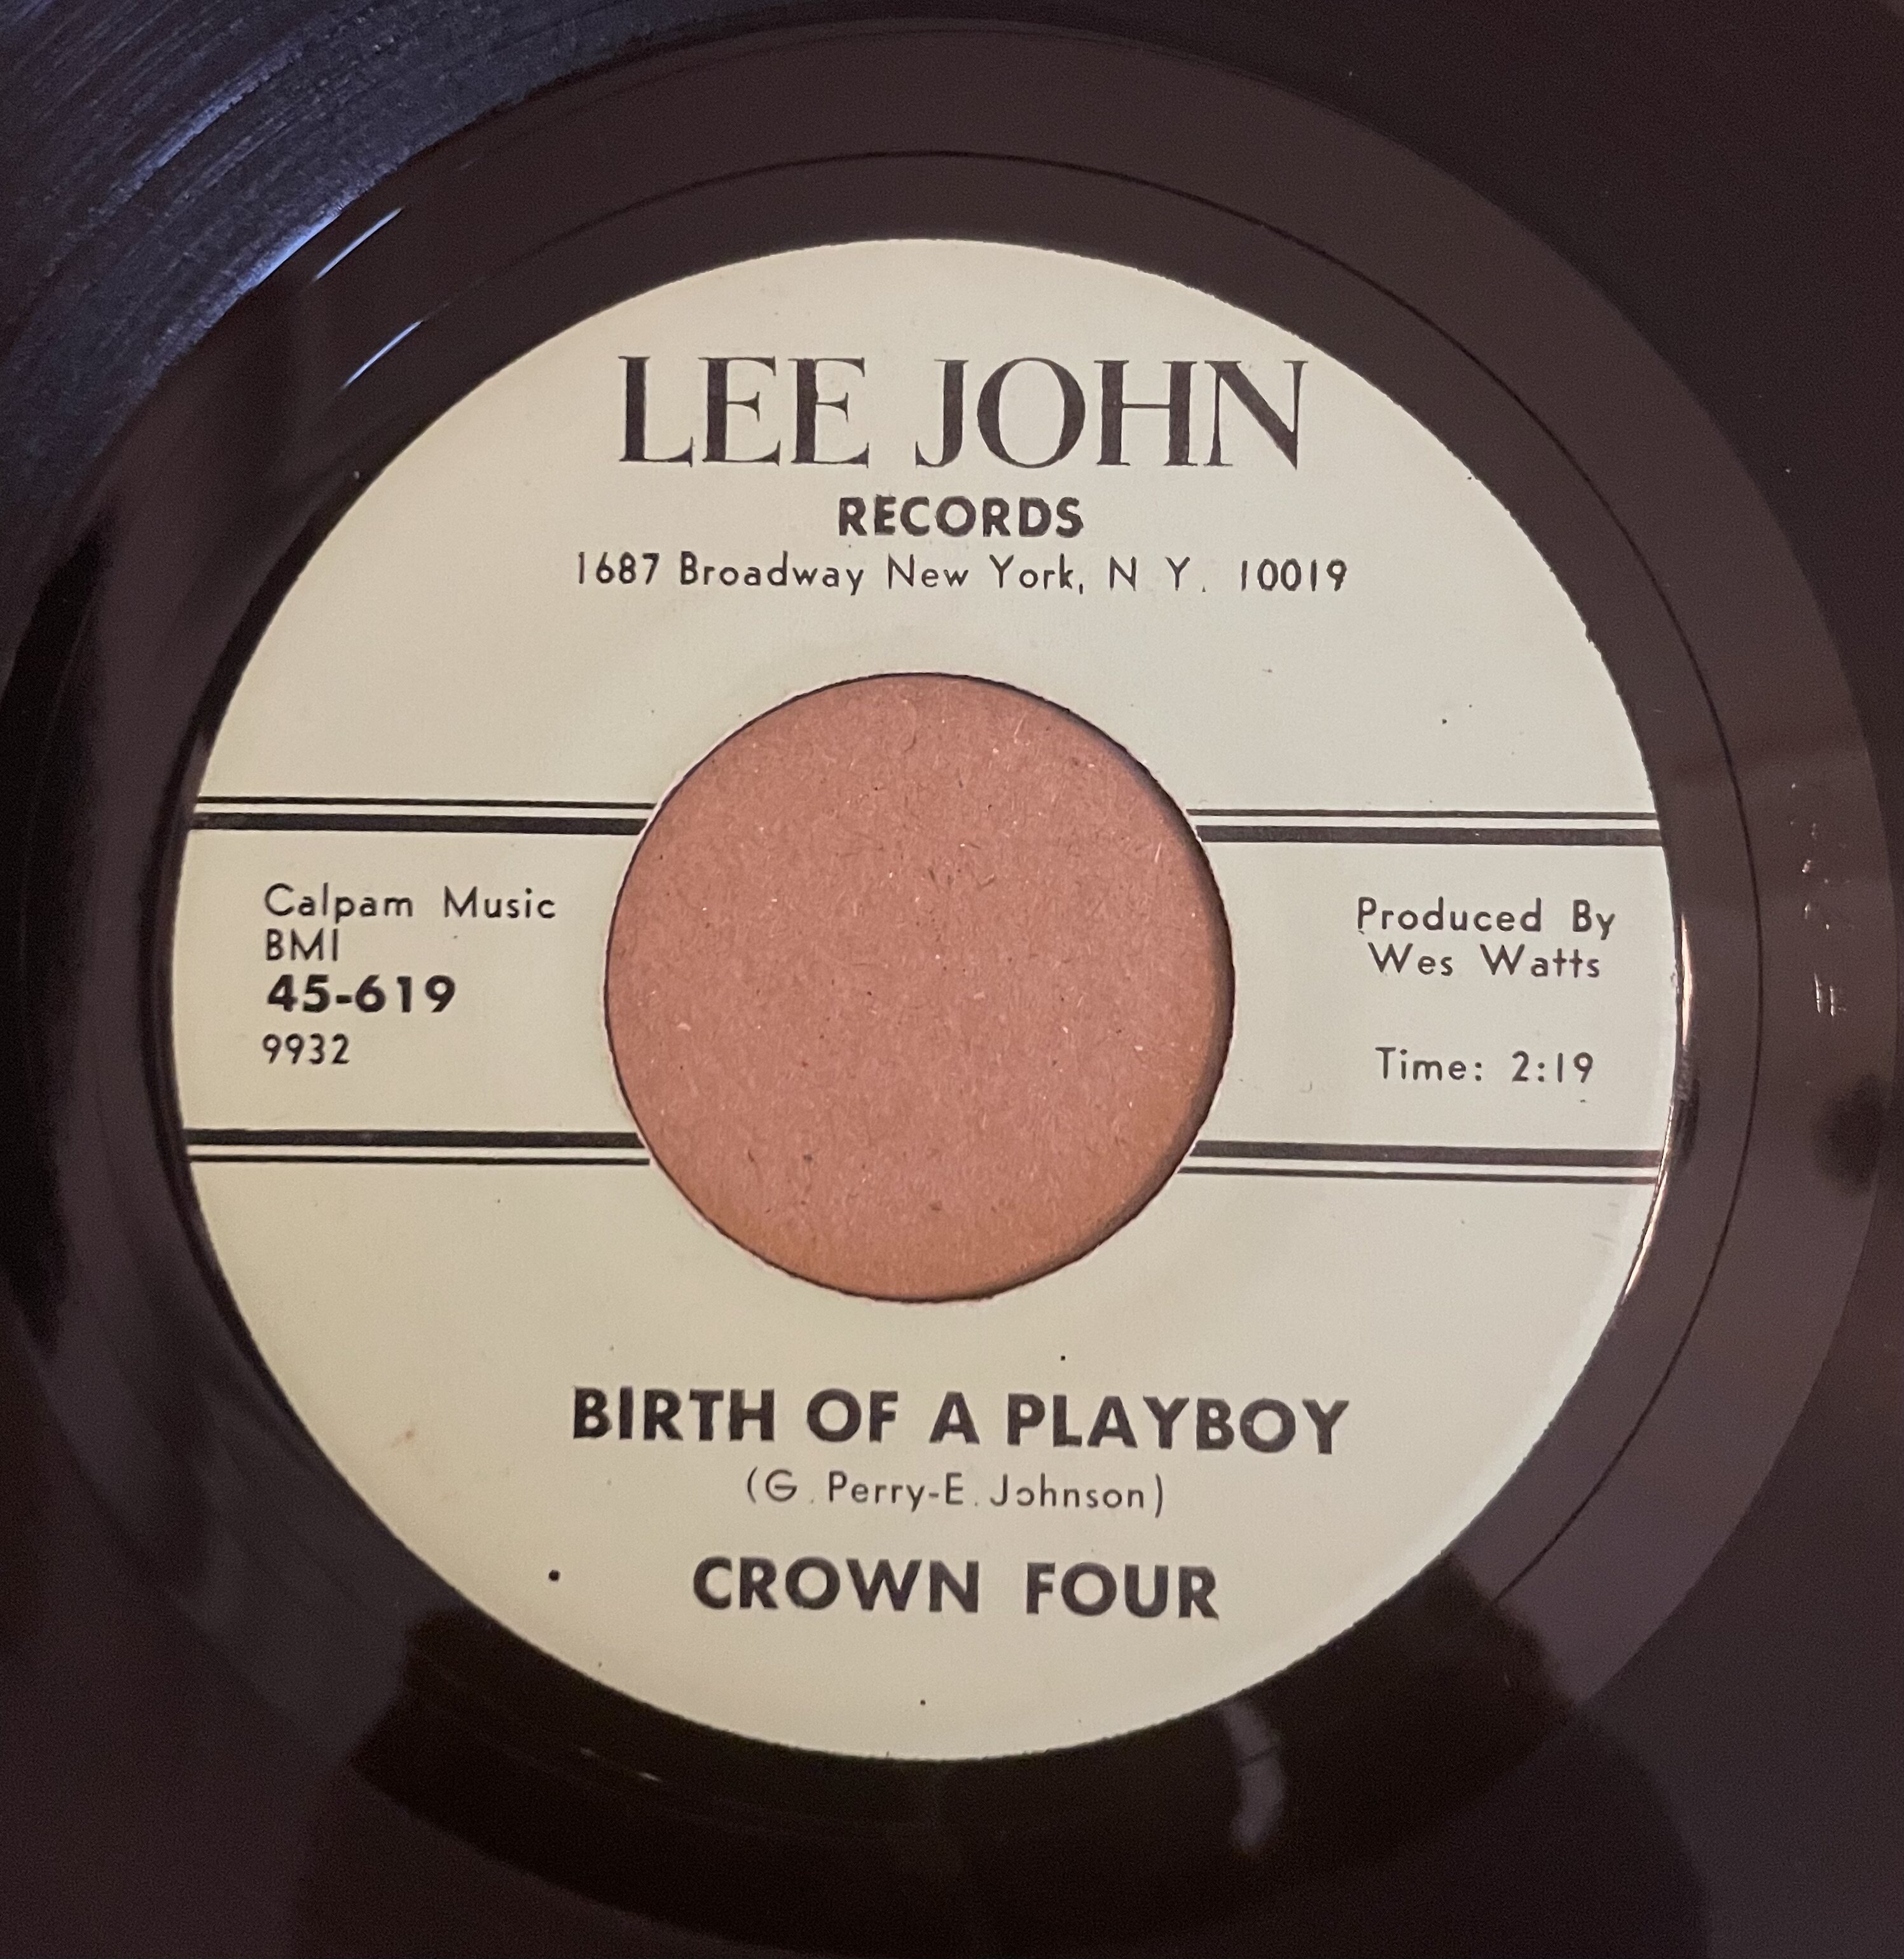 LEE JOHN
RECORDS
1687 Broadway New York, N Y. 10019
Calpam Music
BMI
45-619
9932
Produced By
Wes Watts
Time: 2:19
BIRTH OF A PLAYBOY
(G. Perry-E. Johnson)
CROWN FOUR